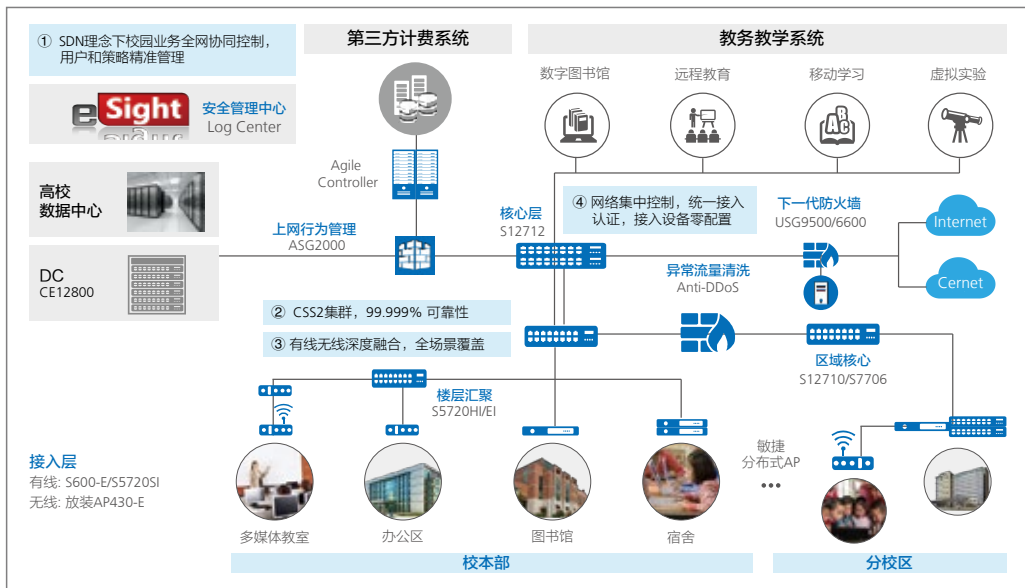 ① SDN理念下校园业务全网协同控制，
用户和策略精准管理
第三方计费系统
教务教学系统
数字图书馆
远程教育
移动学习
虚拟实验
eSight
安全管理中心
Log Center
Agile
Controller
高校
数据中心
④ 网络集中控制，统一接入
认证，接入设备零配置
核心层
S12712
下一代防火墙
USG9500/6600
Internet
上网行为管理
ASG2000
异常流量清洗
Anti-DDoS
Cernet
DC
CE12800
② CSS2集群，99.999% 可靠性
③ 有线无线深度融合，全场景覆盖
区域核心
S12710/S7706
楼层汇聚
S5720HI/EI
接入层
有线: S600-E/S5720SI
无线: 放装AP430-E
敏捷
分布式AP
•••
多媒体教室
办公区
图书馆
宿舍
校本部
分校区